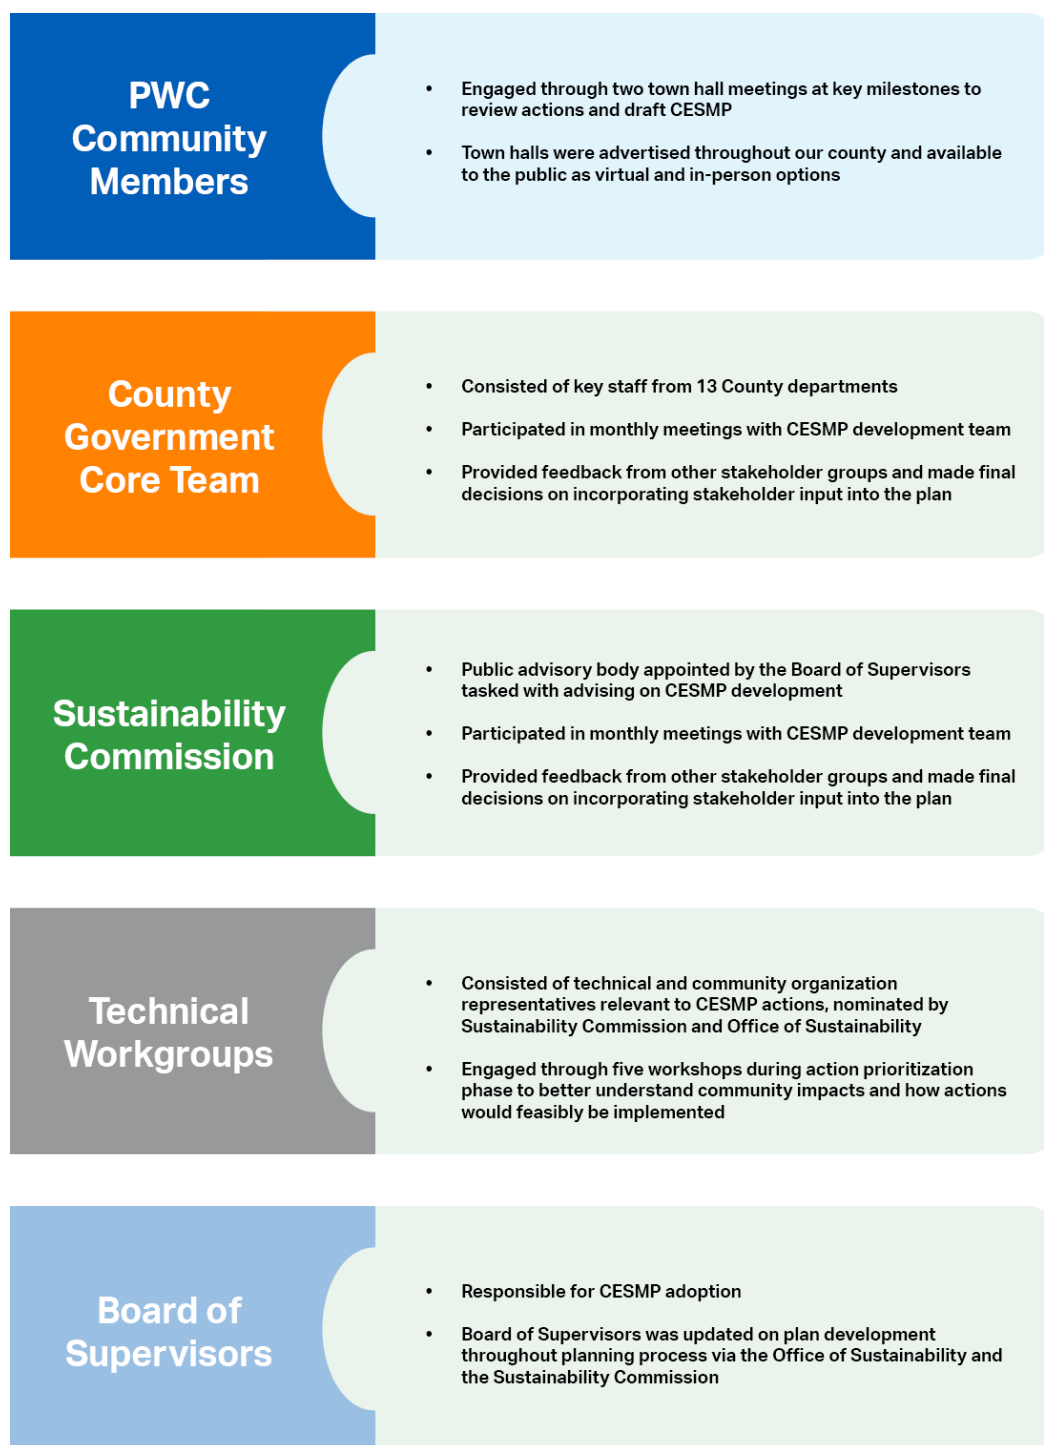 PWC
Community
Members
• Engaged through two town hall meetings at key milestones to
review actions and draft CESMP
• Town halls were advertised throughout our county and available
to the public as virtual and in-person options
County
Government
Core Team
• Consisted of key staff from 13 County departments
• Participated in monthly meetings with CESMP development team
• Provided feedback from other stakeholder groups and made final
decisions on incorporating stakeholder input into the plan
Sustainability
Commission
• Public advisory body appointed by the Board of Supervisors
tasked with advising on CESMP development
• Participated in monthly meetings with CESMP development team
• Provided feedback from other stakeholder groups and made final
decisions on incorporating stakeholder input into the plan
Technical
Workgroups
• Consisted of technical and community organization
representatives relevant to CESMP actions, nominated by
Sustainability Commission and Office of Sustainability
• Engaged through five workshops during action prioritization
phase to better understand community impacts and how actions
would feasibly be implemented
Board of
Supervisors
• Responsible for CESMP adoption
• Board of Supervisors was updated on plan development
throughout planning process via the Office of Sustainability and
the Sustainability Commission